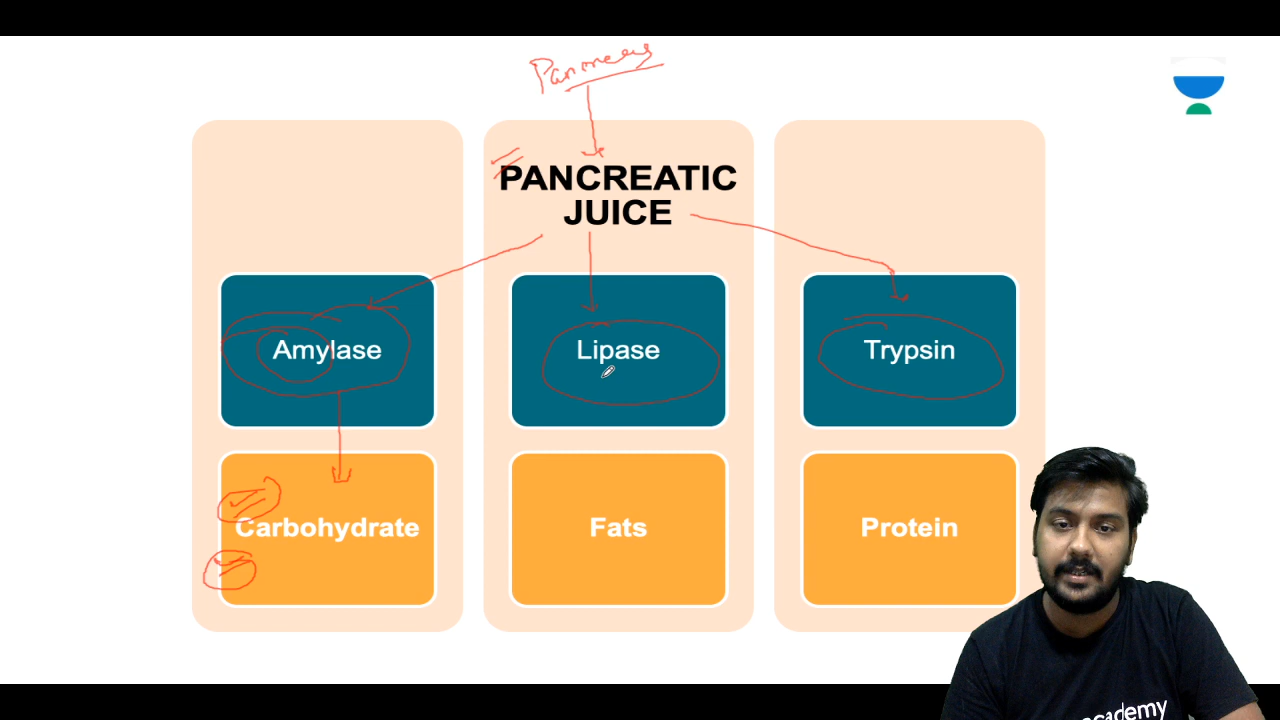 Pancreas
PANCREATIC
JUICE
Amylase
Lipase
Trypsin
Carbohydrate
Fats
Protein
academy